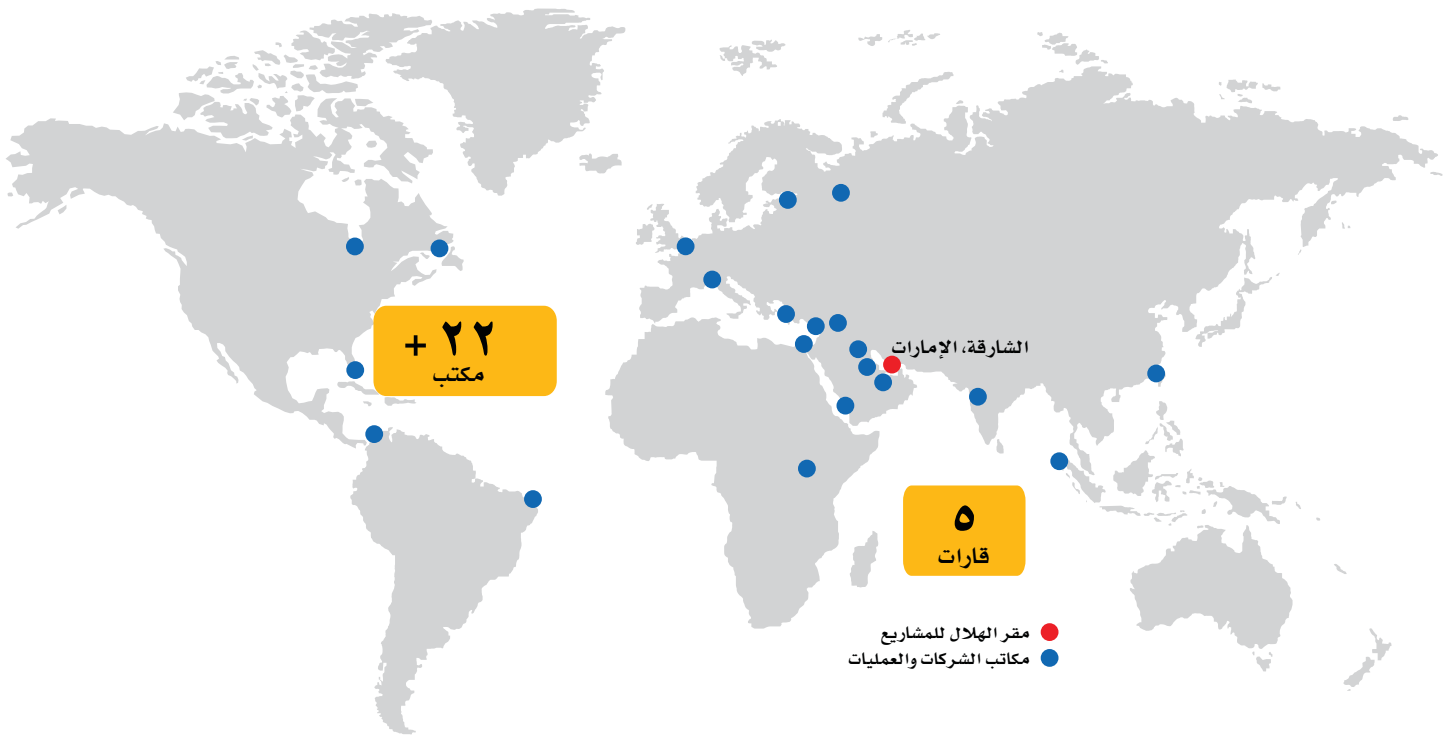 ٢٢ +
مكتب
الشارقة، الإمارات
٥
قارات
مقر الهلال للمشاريع
مكاتب الشركات والعمليات